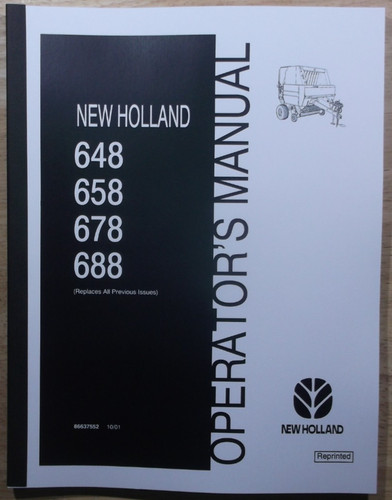 NEW HOLLAND
648
658
678
688
(Replaces All Previous Issues)
86637552 10/01
OPERATOR'S MANUAL
NEW HOLLAND
Reprinted